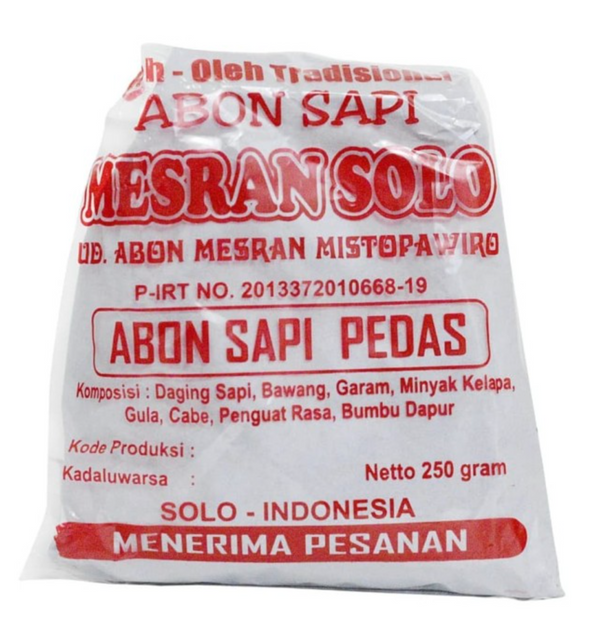 h - Oleh Tradisional
ABON SAPI
MESRAN SOLO
UD. ABON MESRAN MISTOPAWIRO
P-IRT NO. 2013372010668-19
ABON SAPI PEDAS
Komposisi : Daging Sapi, Bawang, Garam, Minyak Kelapa,
Gula, Cabe, Penguat Rasa, Bumbu Dapur
Kode Produksi :
Kadaluwarsa :
Netto 250 gram
SOLO - INDONESIA
MENERIMA PESANAN